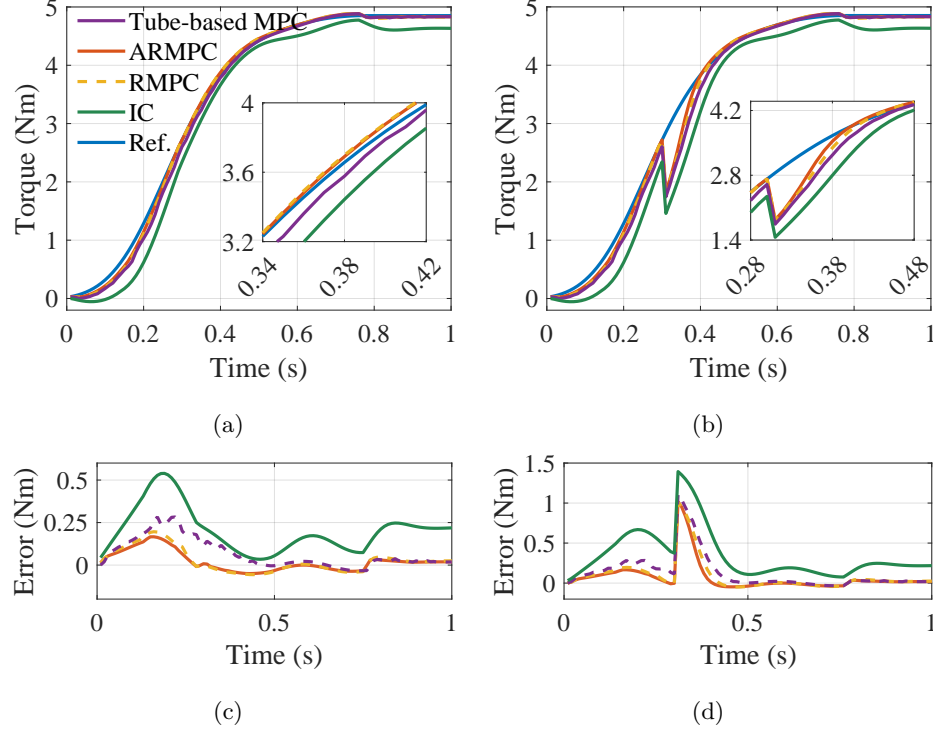 Tube-based MPC
ARMPC
RMPC
IC
Ref.
Torque (Nm)
5
4
3
2
1
0
4
3.6
3.2
0.34
0.38
0.42
0
0.2
0.4
0.6
0.8
1
Time (s)
(a)
Torque (Nm)
5
4
3
2
1
0
4.2
2.8
1.4
0.28
0.38
0.48
0
0.2
0.4
0.6
0.8
1
Time (s)
(b)
Error (Nm)
0.5
0.25
0
0
0.5
1
Time (s)
(c)
Error (Nm)
1.5
1
0.5
0
0
0.5
1
Time (s)
(d)